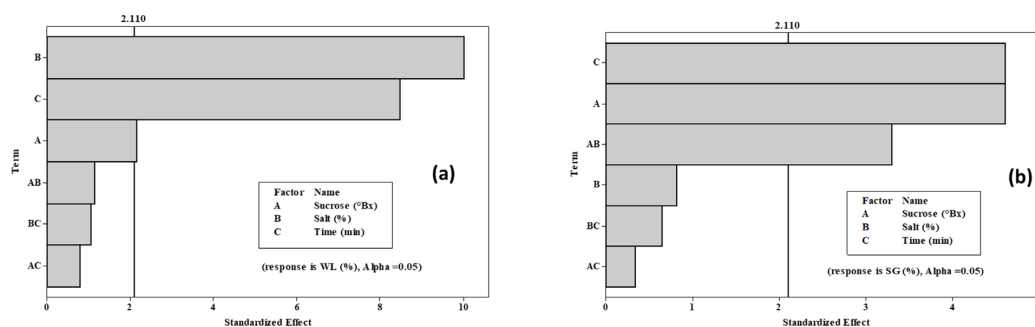 2.110
B
C
A
AB
BC
AC
Term
(a)
Factor Name
A Sucrose (°Bx)
B Salt (%)
C Time (min)
(response is WL (%), Alpha =0.05)
0 2 4 6 8 10
Standardized Effect
2.110
C
A
AB
B
BC
AC
Term
(b)
Factor Name
A Sucrose (°Bx)
B Salt (%)
C Time (min)
(response is SG (%), Alpha =0.05)
0 1 2 3 4
Standardized Effect